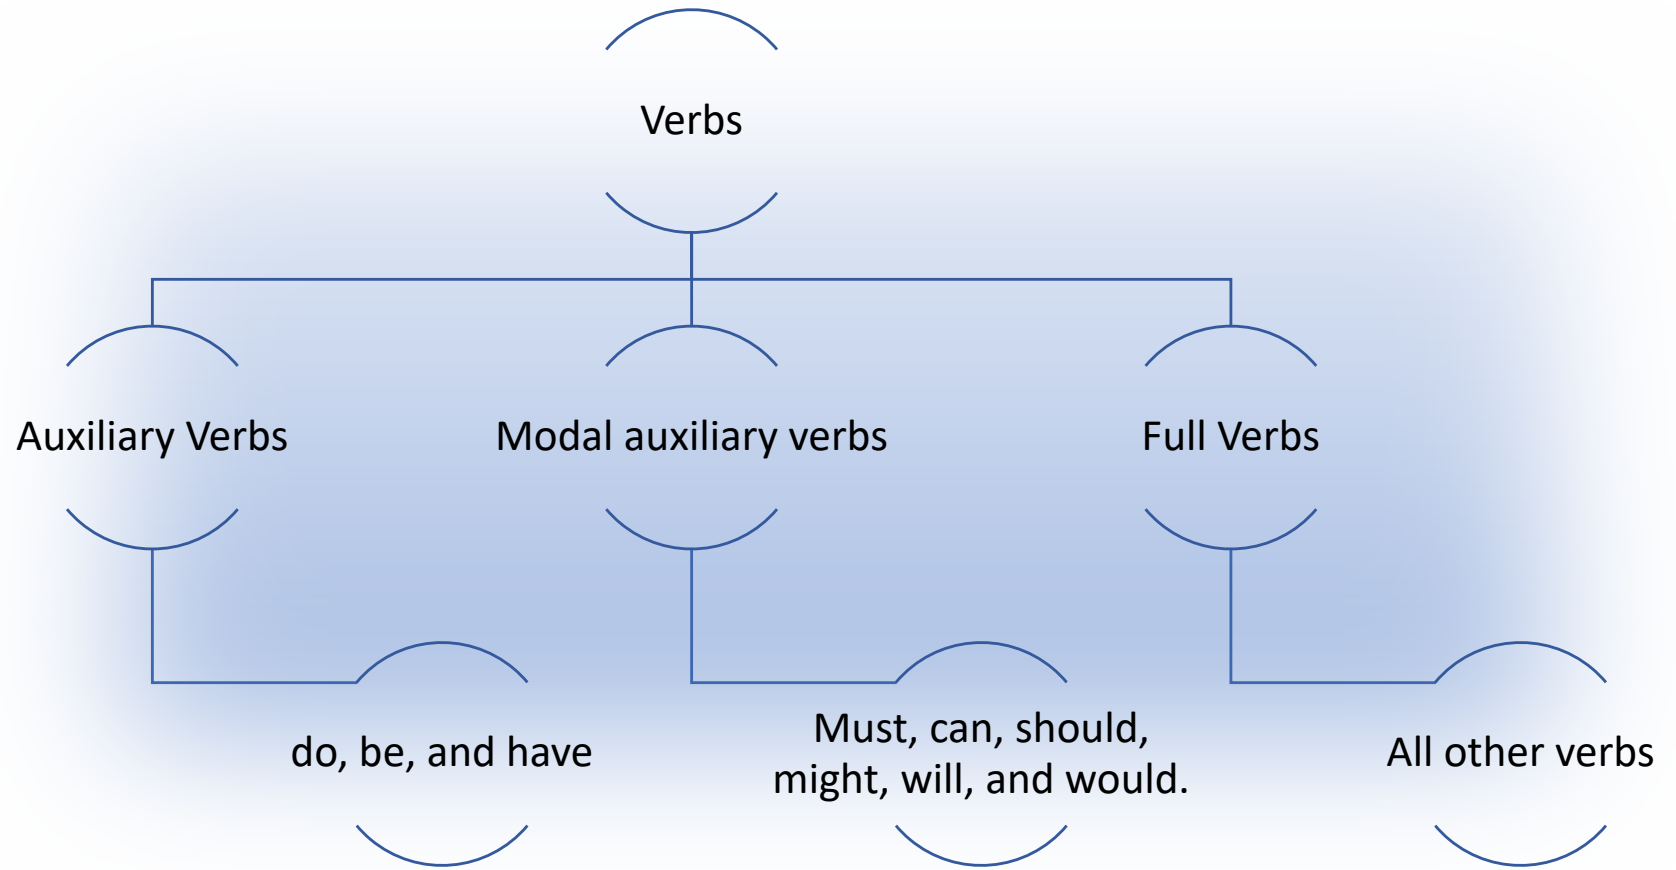 Verbs
Auxiliary Verbs
Modal auxiliary verbs
Full Verbs
do, be, and have
Must, can, should,
might, will, and would.
All other verbs